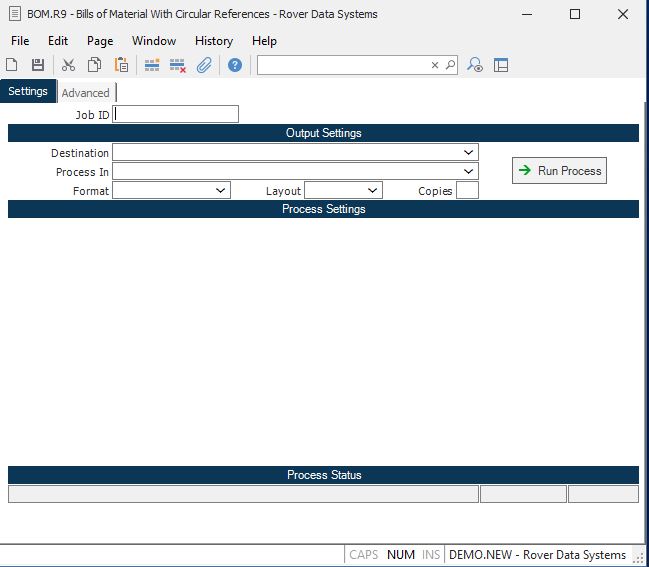 BOM.R9 - Bills of Material With Circular References - Rover Data Systems
File Edit Page Window History Help
Settings Advanced
Job ID
Output Settings
Destination
Process In
Run Process
Format Layout Copies
Process Settings
Process Status
CAPS NUM INS DEMO.NEW - Rover Data Systems